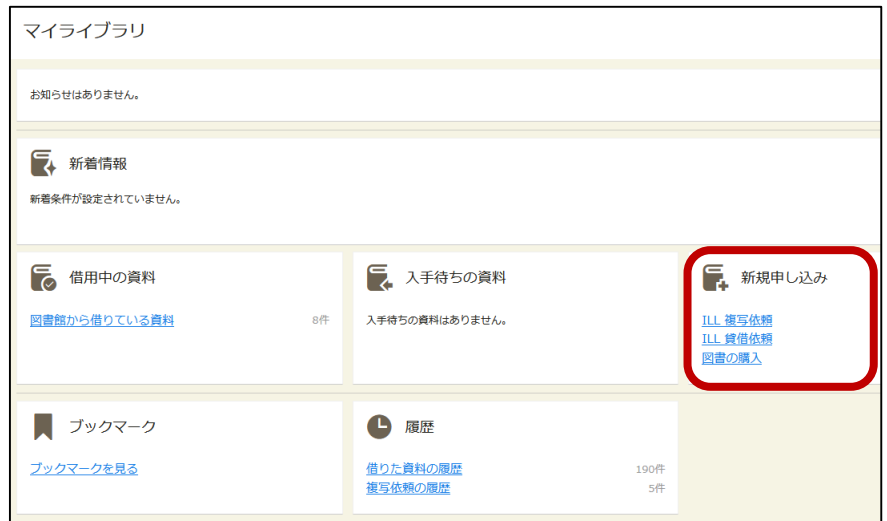 マイライブラリ
お知らせはありません。
新着情報
新着条件が設定されていません。
借用中の資料
図書館から借りている資料 8件
入手待ちの資料
入手待ちの資料はありません。
新規申し込み
ILL 複写依頼
ILL 貸借依頼
図書の購入
ブックマーク
ブックマークを見る
履歴
借りた資料の履歴 190件
複写依頼の履歴 5件